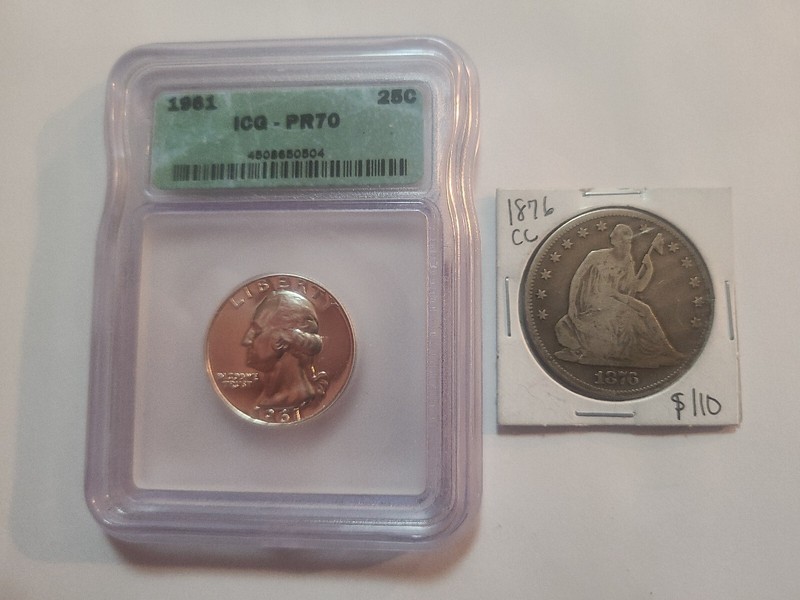 1961 25C
ICG - PR70
4508650504
LIBERTY
IN GOD WE
TRUST
1961
1876
CC
1876
$110